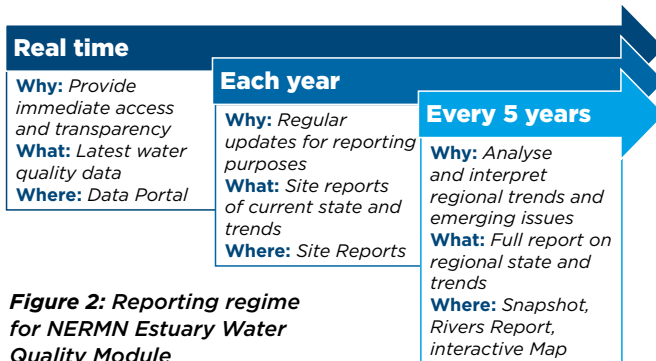 Real time
Why: Provide
immediate access
and transparency
What: Latest water
quality data
Where: Data Portal
Each year
Why: Regular
updates for reporting
purposes
What: Site reports
of current state and
trends
Where: Site Reports
Every 5 years
Why: Analyse
and interpret
regional trends and
emerging issues
What: Full report on
regional state and
trends
Where: Snapshot,
Rivers Report,
interactive Map
Figure 2: Reporting regime
for NERMN Estuary Water
Quality Module